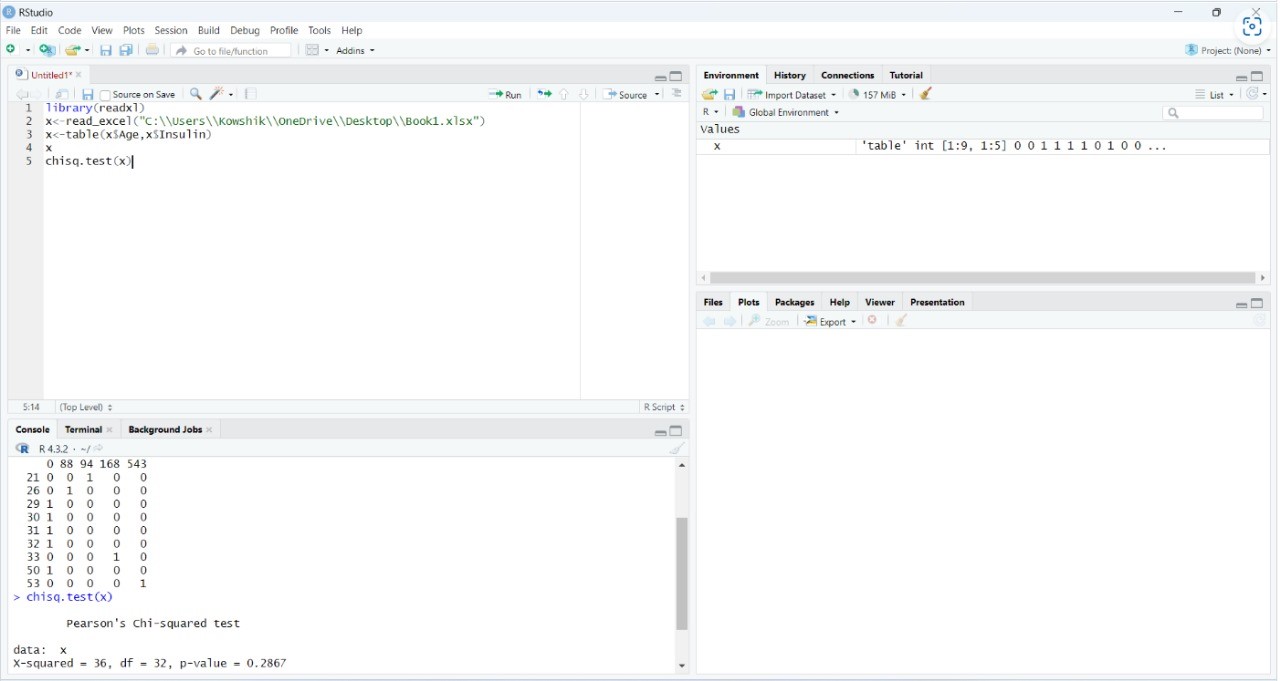 RStudio
File Edit Code View Plots Session Build Debug Profile Tools Help
Go to file/function Addins Project: (None)
Untitled1*
Source on Save Run Source
1 library(readxl)
2 x<-read_excel("C:\\Users\\Kowshik\\OneDrive\\Desktop\\Book1.xlsx")
3 x<-table(x$Age,x$Insulin)
4 x
5 chisq.test(x)
5:14 (Top Level) R Script
Console Terminal Background Jobs
R 4.3.2 · ~/
0 88 94 168 543
21 0 0 1 0 0
26 0 1 0 0 0
29 1 0 0 0 0
30 1 0 0 0 0
31 1 0 0 0 0
32 1 0 0 0 0
33 0 0 0 1 0
50 1 0 0 0 0
53 0 0 0 0 1
> chisq.test(x)
Pearson's Chi-squared test
data: x
X-squared = 36, df = 32, p-value = 0.2867
Environment History Connections Tutorial
Import Dataset 157 MiB List
R Global Environment
Values
x 'table' int [1:9, 1:5] 0 0 1 1 1 1 0 1 0 0 ...
Files Plots Packages Help Viewer Presentation
Zoom Export